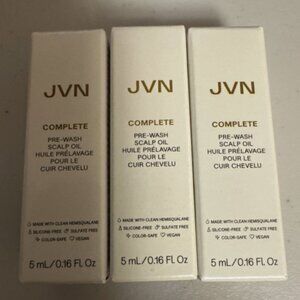 JVN
COMPLETE
PRE-WASH
SCALP OIL
HUILE PRÉLAVAGE
POUR LE
CUIR CHEVELU
MADE WITH CLEAN HEMISQUALANE
SILICONE-FREE SULFATE FREE
COLOR-SAFE VEGAN
5 mL/0.16 FL Oz
JVN
COMPLETE
PRE-WASH
SCALP OIL
HUILE PRÉLAVAGE
POUR LE
CUIR CHEVELU
MADE WITH CLEAN HEMISQUALANE
SILICONE-FREE SULFATE FREE
COLOR-SAFE VEGAN
5 mL/0.16 FL Oz
JVN
COMPLETE
PRE-WASH
SCALP OIL
HUILE PRÉLAVAGE
POUR LE
CUIR CHEVELU
MADE WITH CLEAN HEMISQUALANE
SILICONE-FREE SULFATE FREE
COLOR-SAFE VEGAN
5 mL/0.16 FL Oz